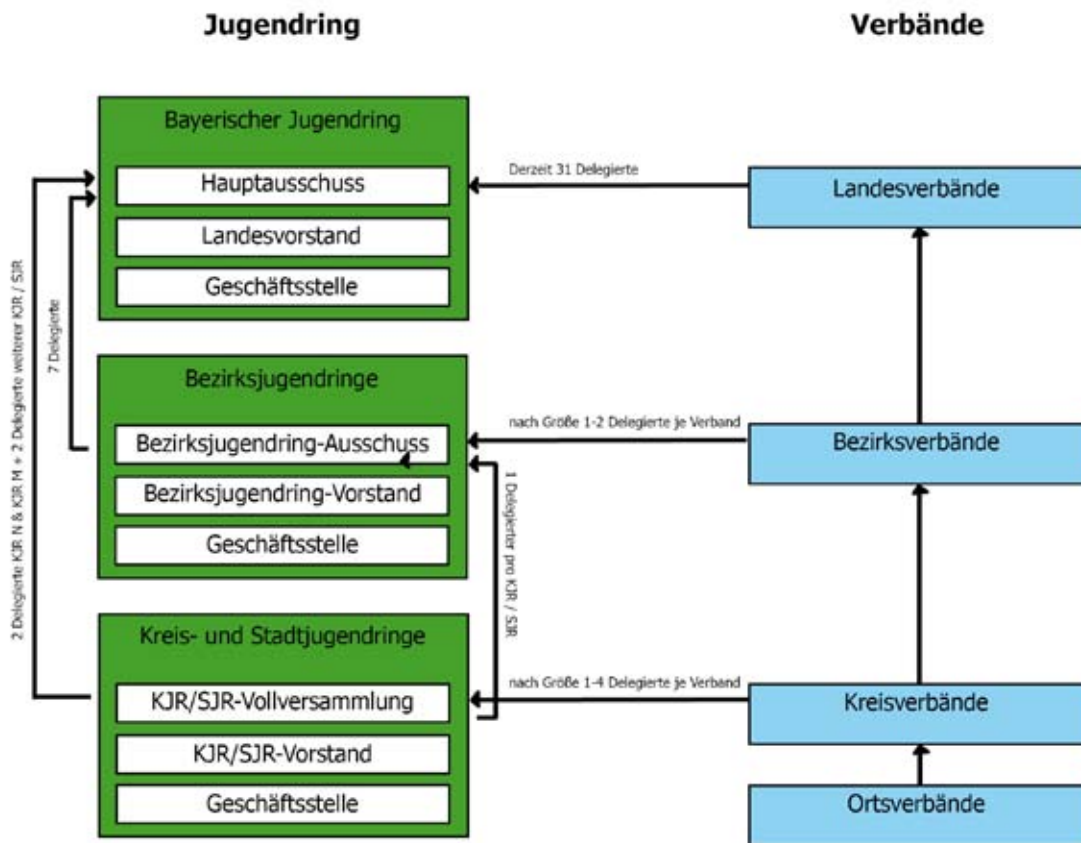 Jugendring
Verbände
Bayerischer Jugendring
Hauptausschuss
Landesvorstand
Geschäftsstelle
Derzeit 31 Delegierte
Landesverbände
2 Delegierte KJR N & KJR M + 2 Delegierte weiterer KJR / SJR
7 Delegierte
Bezirksjugendringe
Bezirksjugendring-Ausschuss
Bezirksjugendring-Vorstand
Geschäftsstelle
nach Größe 1-2 Delegierte je Verband
Bezirksverbände
1 Delegierter pro KJR / SJR
Kreis- und Stadtjugendringe
KJR/SJR-Vollversammlung
KJR/SJR-Vorstand
Geschäftsstelle
nach Größe 1-4 Delegierte je Verband
Kreisverbände
Ortsverbände